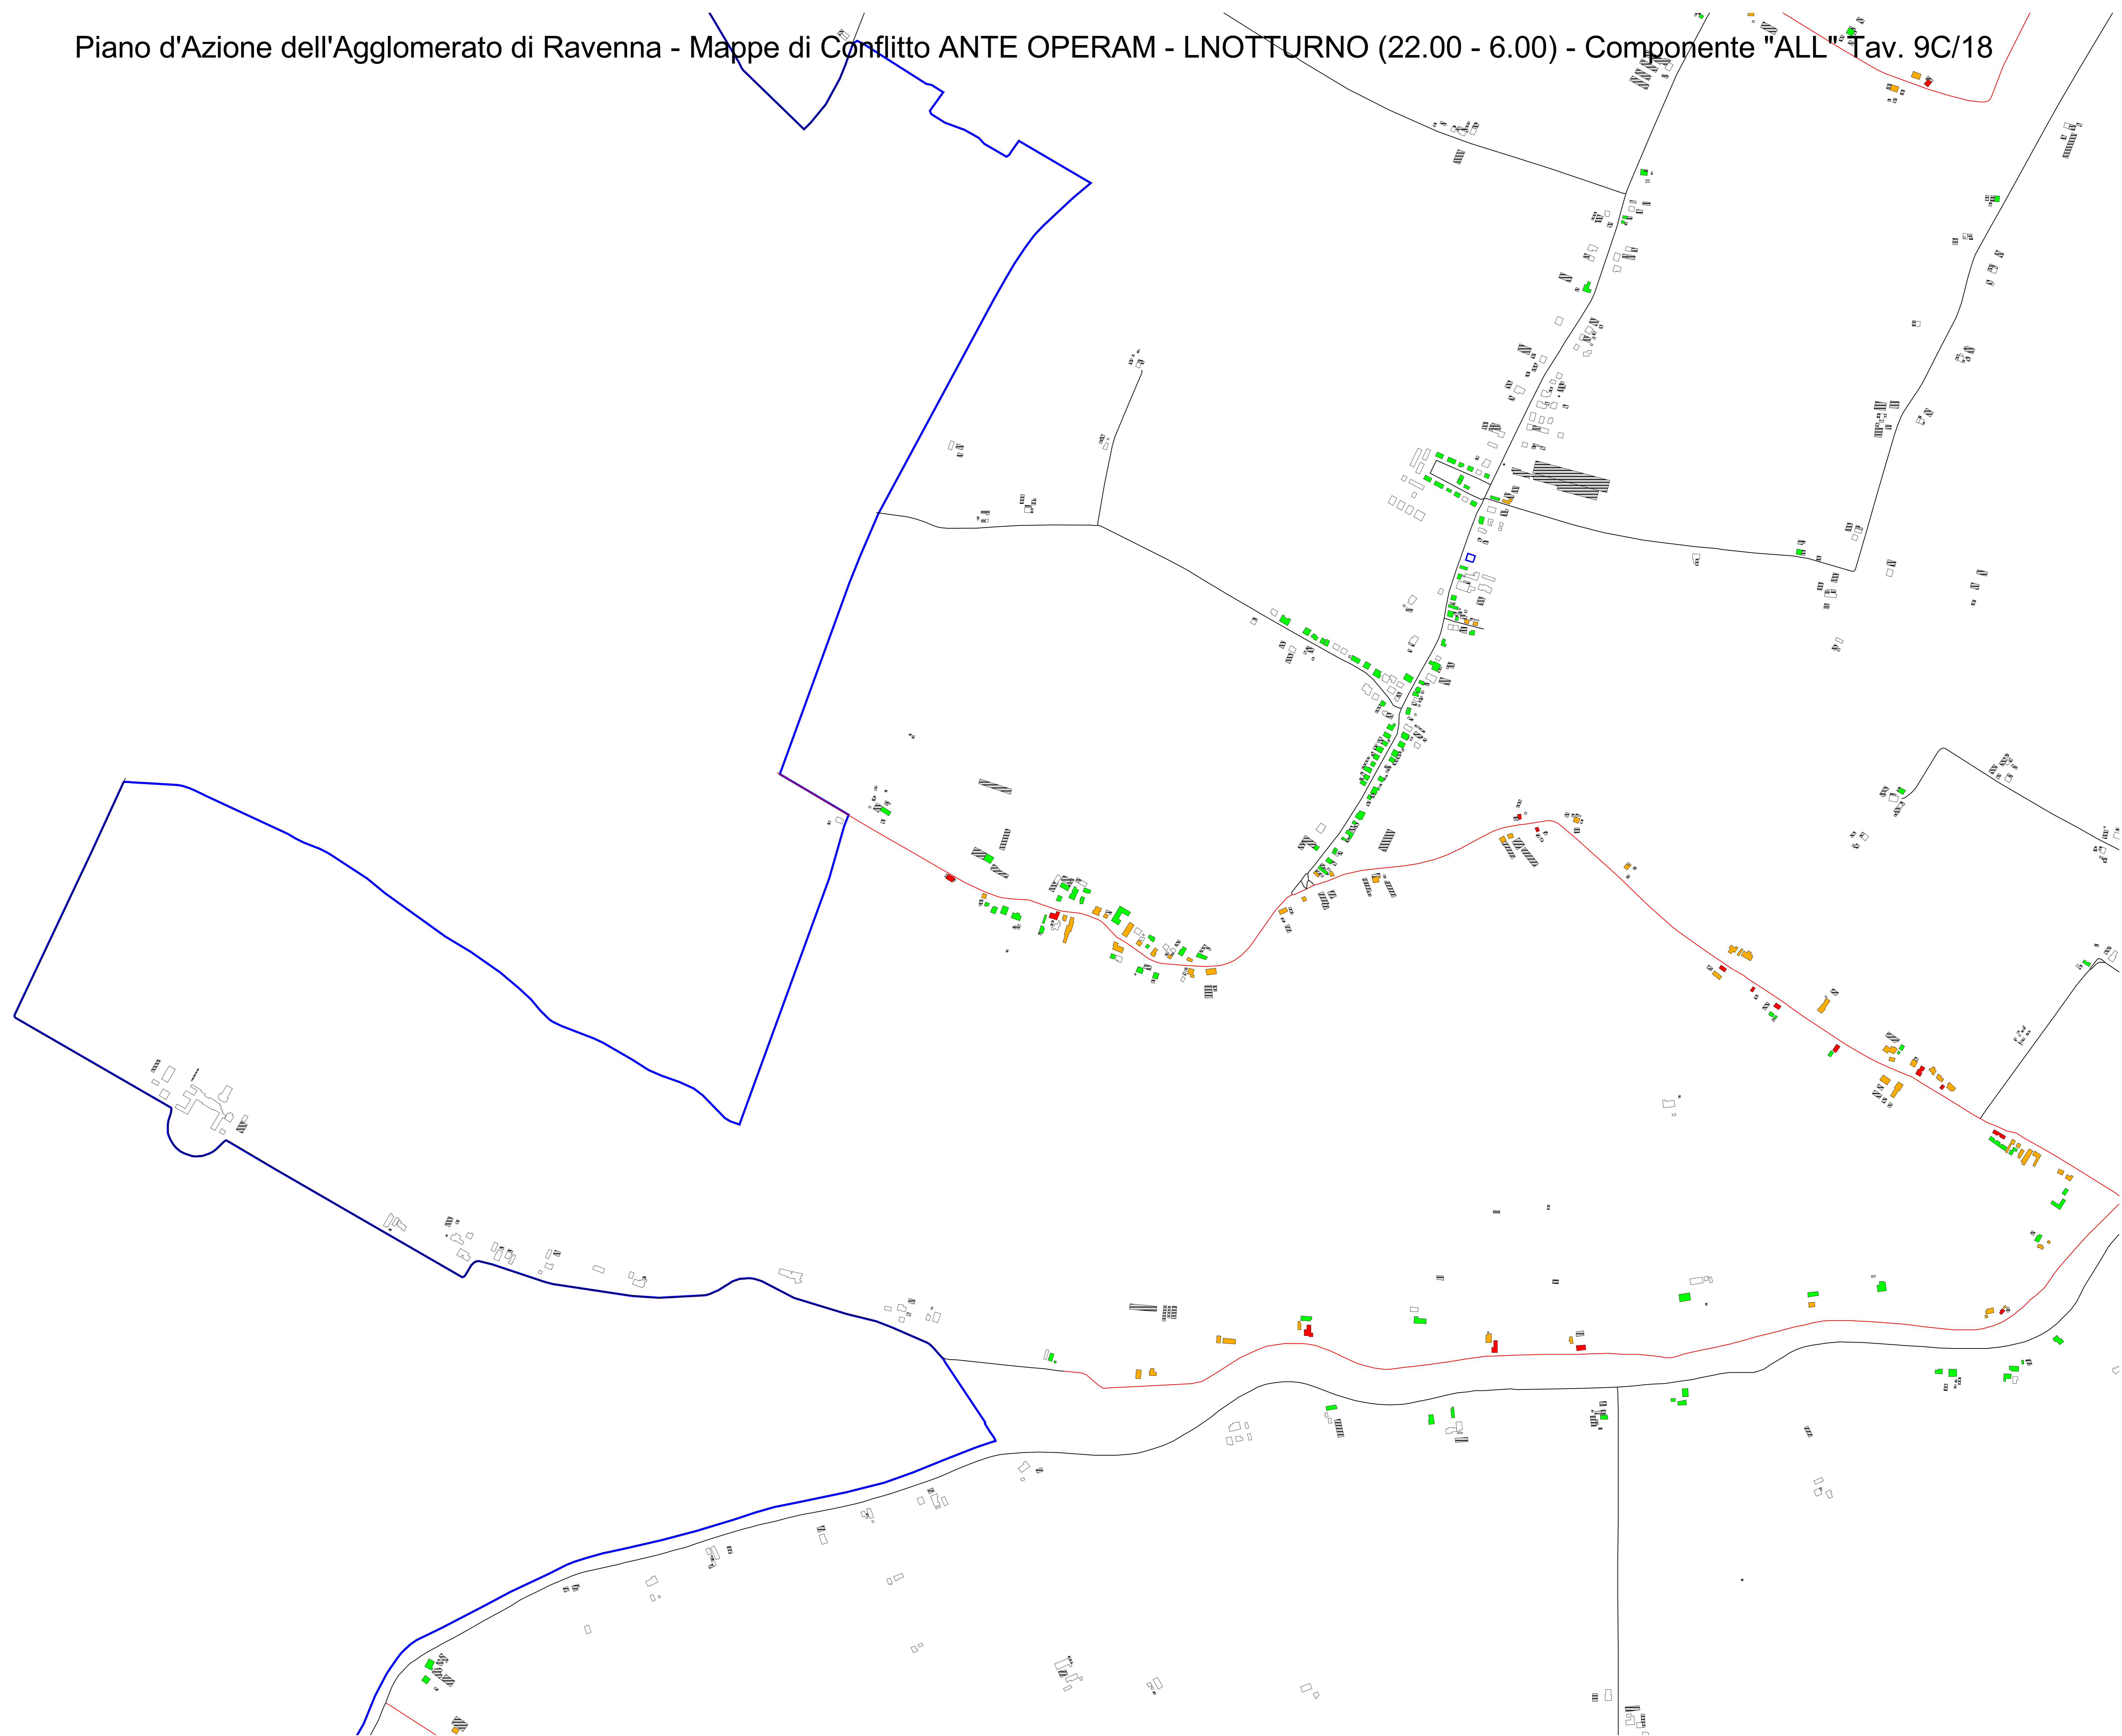 Piano d'Azione dell'Agglomerato di Ravenna - Mappe di Conflitto ANTE OPERAM - LNOTTURNO (22.00 - 6.00) - Componente "ALL" Tav. 9C/18